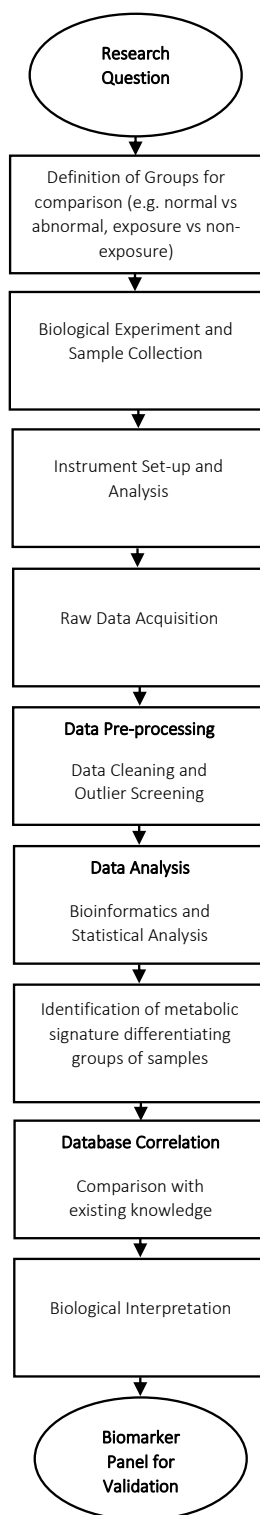 Research
Question
Definition of Groups for
comparison (e.g. normal vs
abnormal, exposure vs non-
exposure)
Biological Experiment and
Sample Collection
Instrument Set-up and
Analysis
Raw Data Acquisition
Data Pre-processing
Data Cleaning and
Outlier Screening
Data Analysis
Bioinformatics and
Statistical Analysis
Identification of metabolic
signature differentiating
groups of samples
Database Correlation
Comparison with
existing knowledge
Biological Interpretation
Biomarker
Panel for
Validation